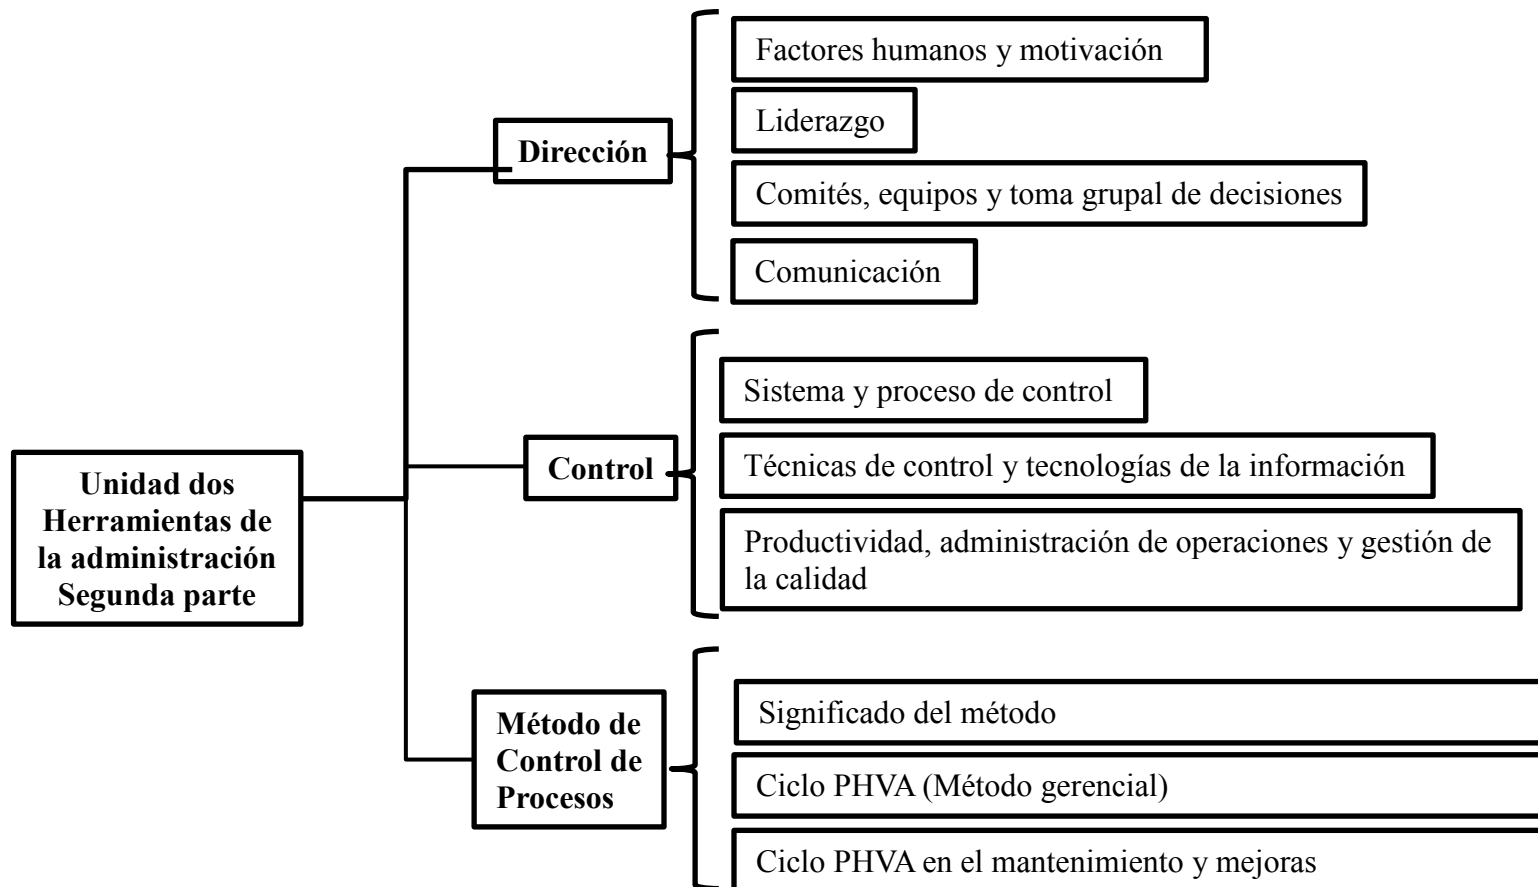 Factores humanos y motivación
Liderazgo
Dirección
Comités, equipos y toma grupal de decisiones
Comunicación
Sistema y proceso de control
Control
Técnicas de control y tecnologías de la información
Productividad, administración de operaciones y gestión de
la calidad
Unidad dos
Herramientas de
la administración
Segunda parte
Método de
Control de
Procesos
Significado del método
Ciclo PHVA (Método gerencial)
Ciclo PHVA en el mantenimiento y mejoras